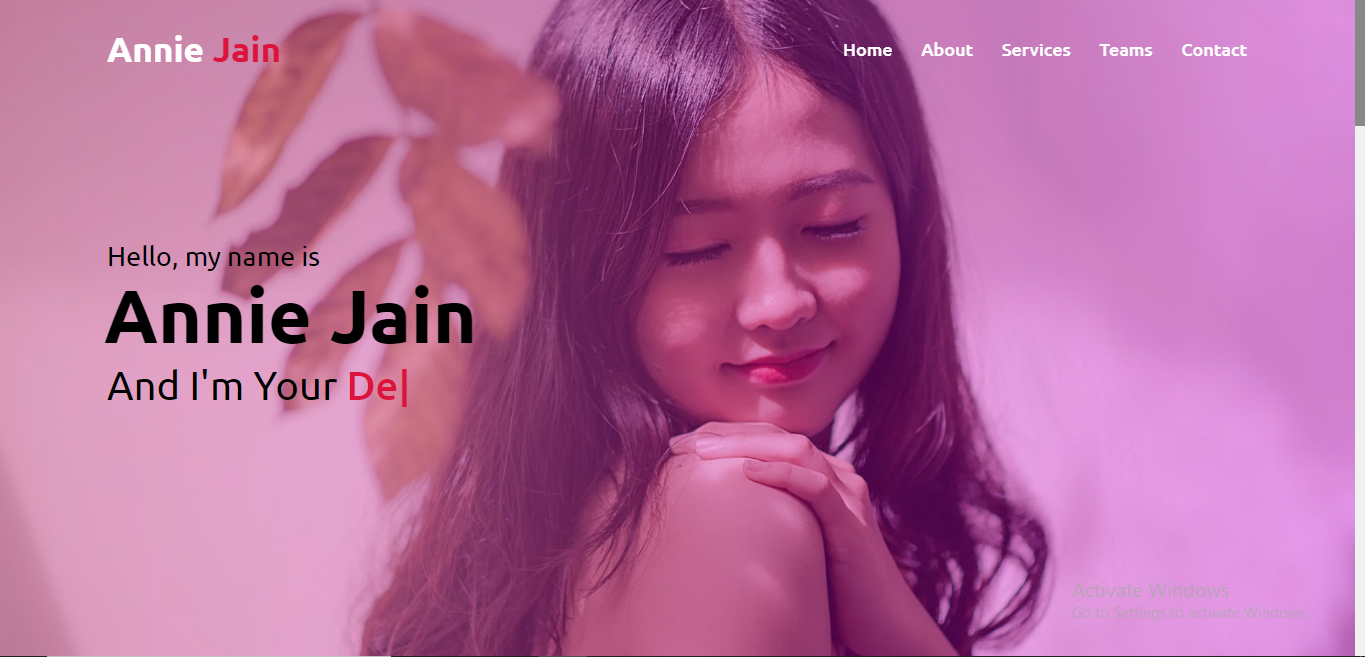 Annie Jain
Home About Services Teams Contact
Hello, my name is
Annie Jain
And I'm Your De|
Activate Windows
Go to Settings to activate Windows.